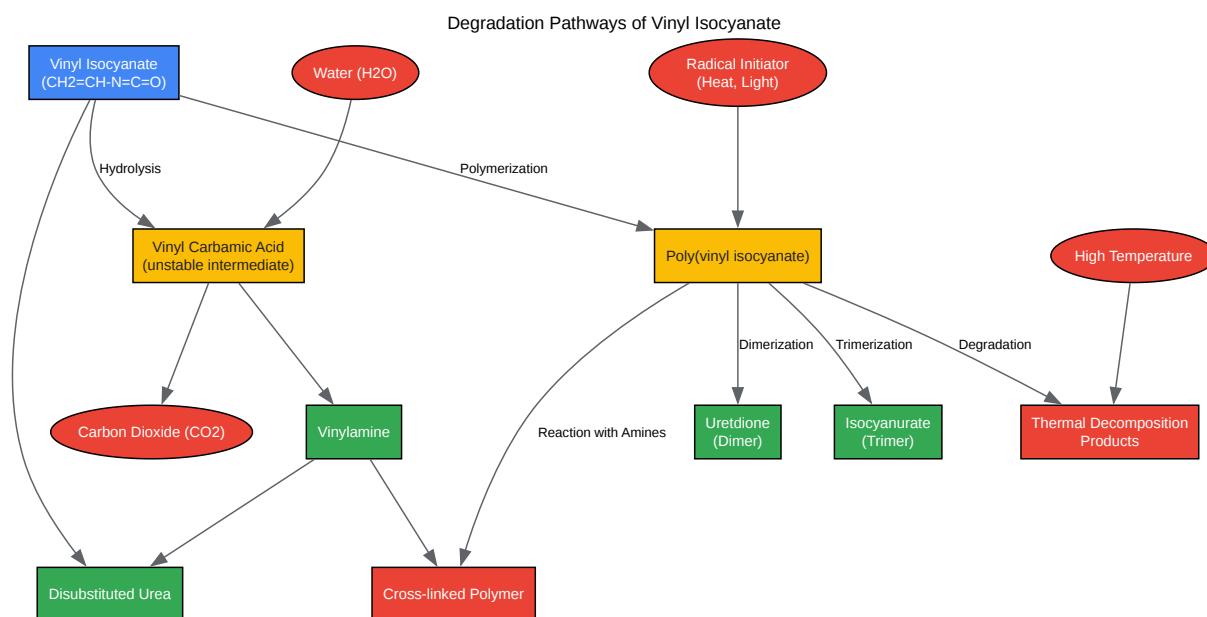 Degradation Pathways of Vinyl Isocyanate
Vinyl Isocyanate
(CH2=CH-N=C=O)
Water (H2O)
Radical Initiator
(Heat, Light)
Hydrolysis
Polymerization
Vinyl Carbamic Acid
(unstable intermediate)
Poly(vinyl isocyanate)
High Temperature
Dimerization
Trimerization
Degradation
Carbon Dioxide (CO2)
Vinylamine
Reaction with Amines
Uretdione
(Dimer)
Isocyanurate
(Trimer)
Thermal Decomposition
Products
Disubstituted Urea
Cross-linked Polymer